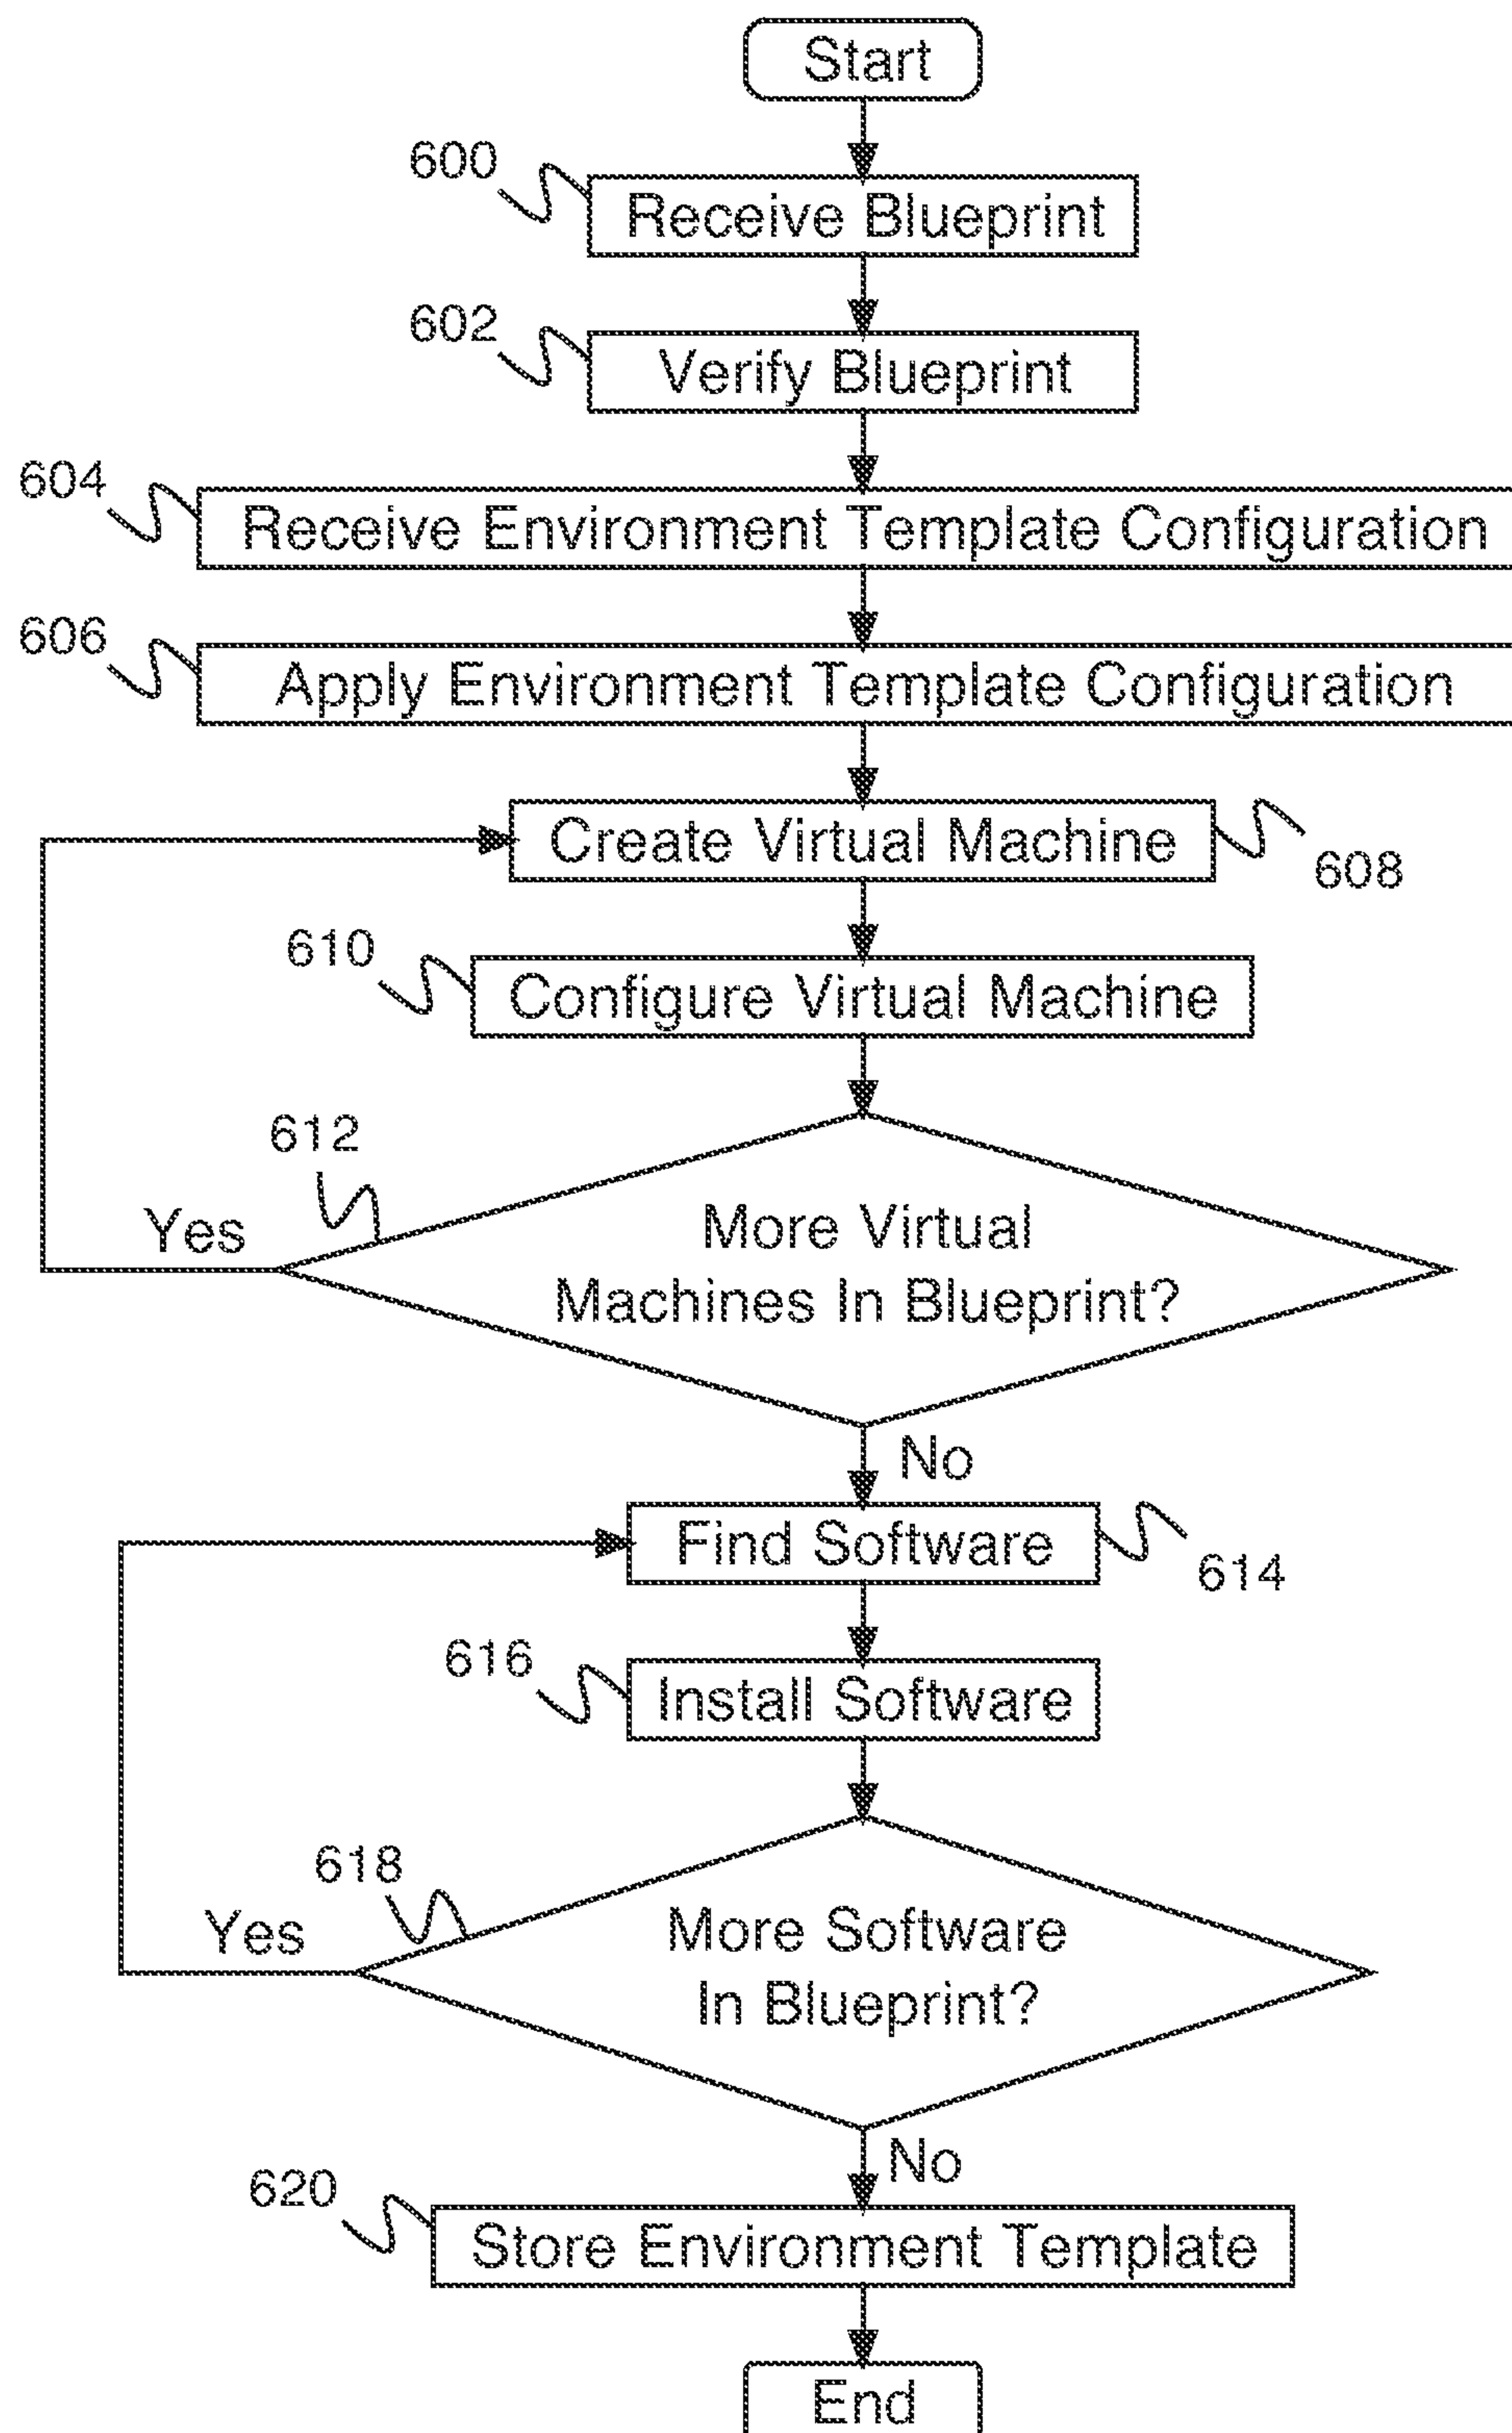 Start
600
Receive Blueprint
602
Verify Blueprint
604
Receive Environment Template Configuration
606
Apply Environment Template Configuration
Create Virtual Machine
608
610
Configure Virtual Machine
612
Yes
More Virtual
Machines In Blueprint?
No
Find Software
614
616
Install Software
618
Yes
More Software
In Blueprint?
No
620
Store Environment Template
End